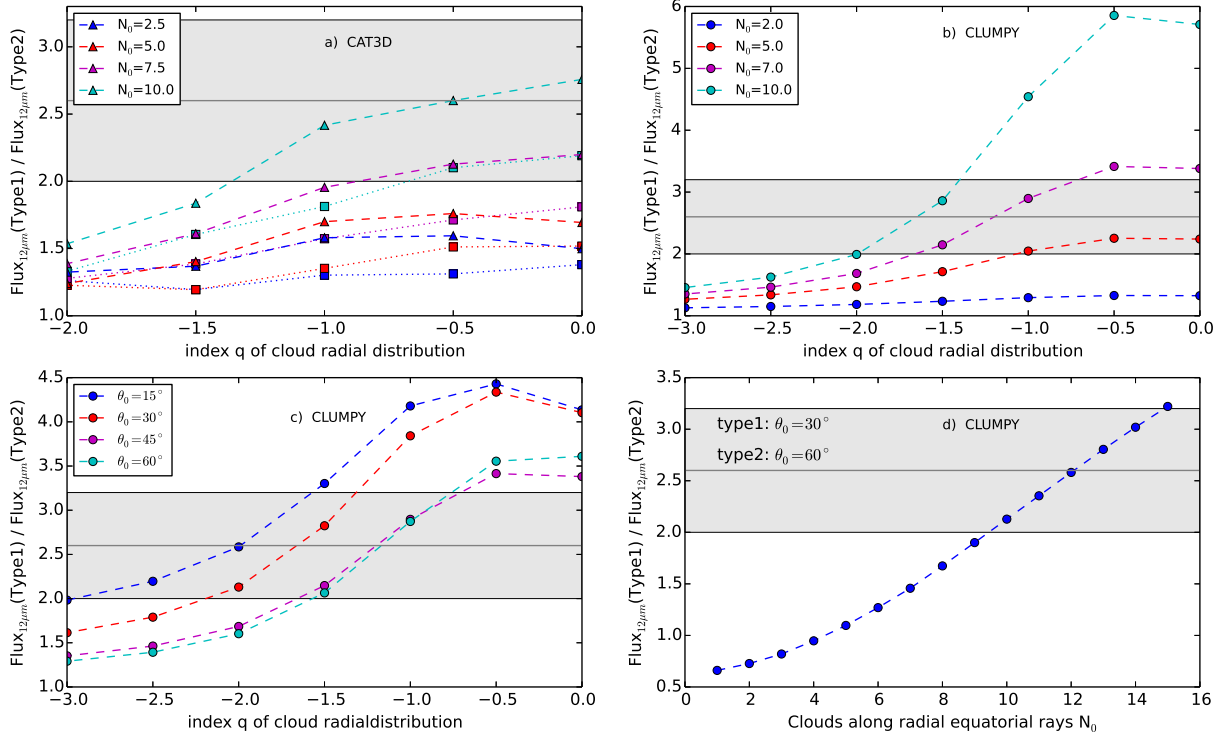 a) CAT3D
N₀=2.5
N₀=5.0
N₀=7.5
N₀=10.0
3.0
2.5
2.0
1.5
1.0
Flux₁₂μm(Type1) / Flux₁₂μm(Type2)
−2.0 −1.5 −1.0 −0.5 0.0
index q of cloud radial distribution
b) CLUMPY
N₀=2.0
N₀=5.0
N₀=7.0
N₀=10.0
6
5
4
3
2
1
Flux₁₂μm(Type1) / Flux₁₂μm(Type2)
−3.0 −2.5 −2.0 −1.5 −1.0 −0.5 0.0
index q of cloud radial distribution
c) CLUMPY
θ₀=15°
θ₀=30°
θ₀=45°
θ₀=60°
4.5
4.0
3.5
3.0
2.5
2.0
1.5
1.0
Flux₁₂μm(Type1) / Flux₁₂μm(Type2)
−3.0 −2.5 −2.0 −1.5 −1.0 −0.5 0.0
index q of cloud radialdistribution
d) CLUMPY
type1: θ₀=30°
type2: θ₀=60°
3.5
3.0
2.5
2.0
1.5
1.0
0.5
Flux₁₂μm(Type1) / Flux₁₂μm(Type2)
0 2 4 6 8 10 12 14 16
Clouds along radial equatorial rays N₀